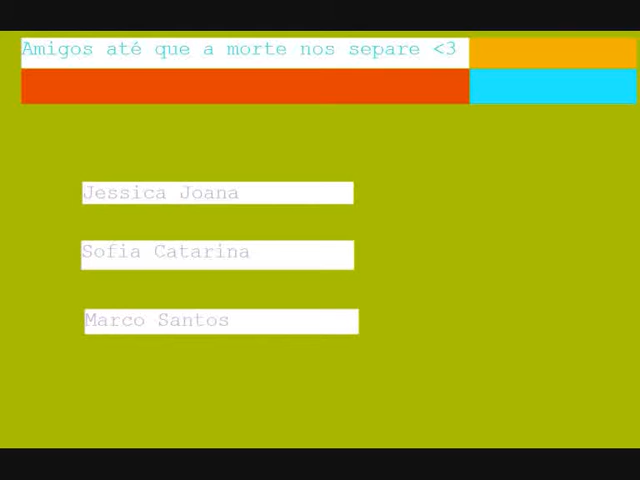 Amigos até que a morte nos separe <3
Jessica Joana
Sofia Catarina
Marco Santos